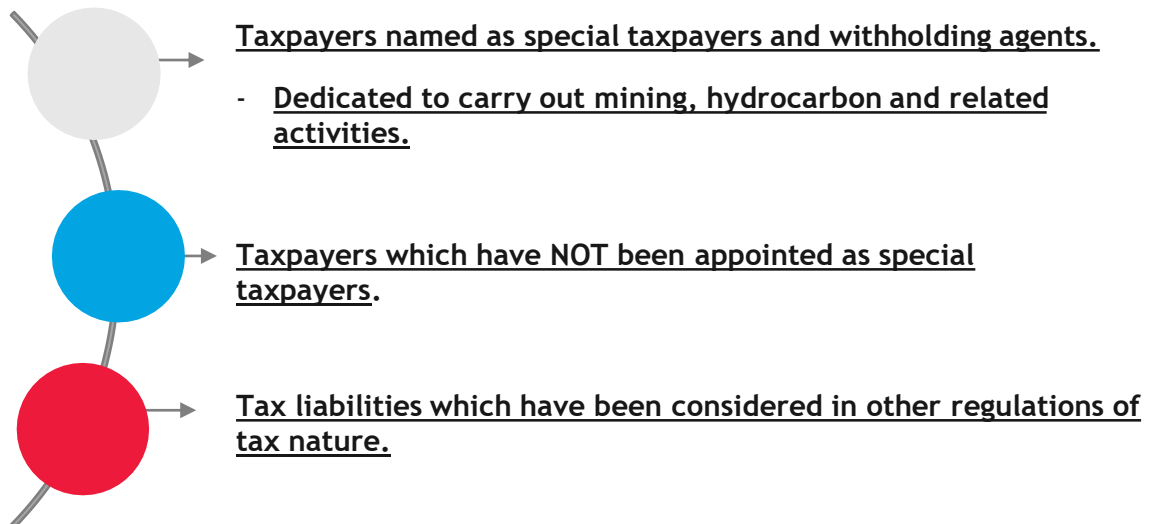 Taxpayers named as special taxpayers and withholding agents.
- Dedicated to carry out mining, hydrocarbon and related
activities.
Taxpayers which have NOT been appointed as special
taxpayers.
Tax liabilities which have been considered in other regulations of
tax nature.